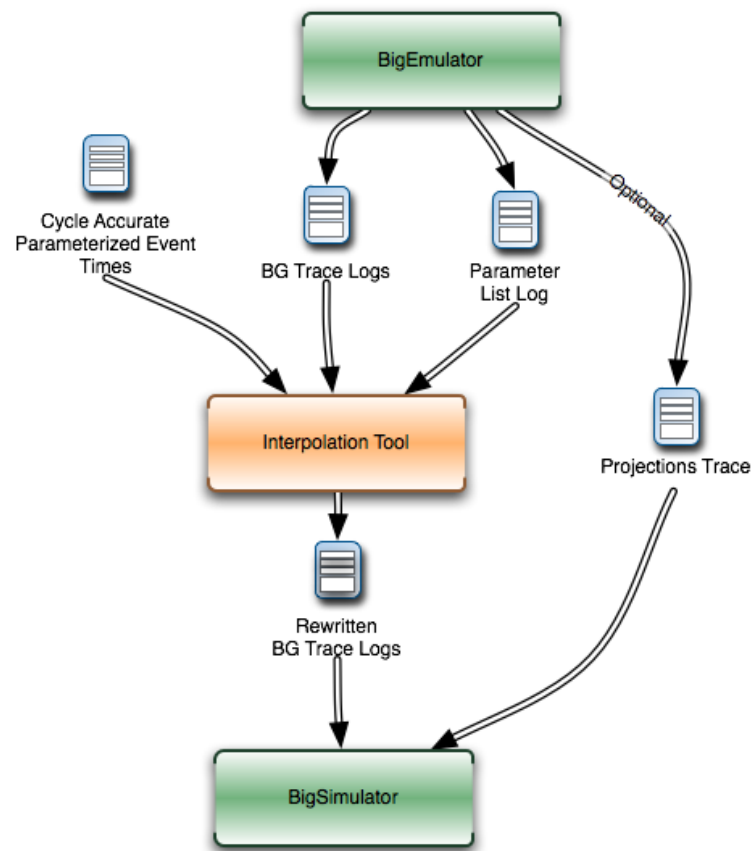 BigEmulator
Optional
Cycle Accurate
Parameterized Event
Times
BG Trace Logs
Parameter
List Log
Interpolation Tool
Projections Trace
Rewritten
BG Trace Logs
BigSimulator